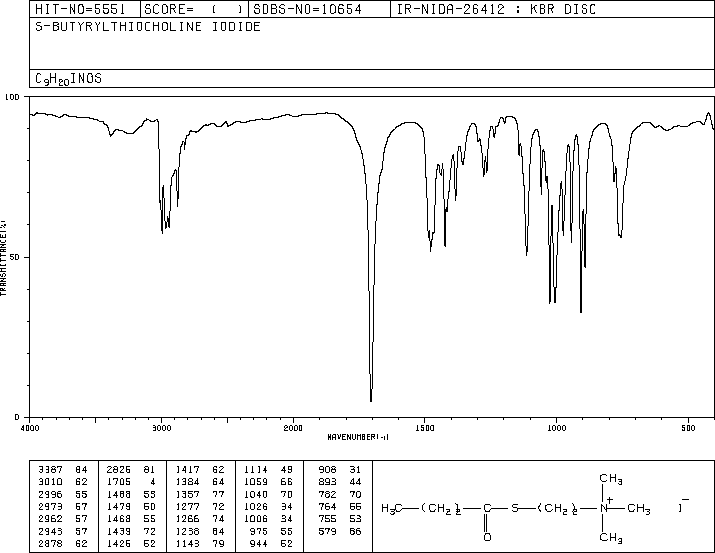 HIT-NO=5551 SCORE= ( ) SDBS-NO=10654 IR-NIDA-26412 : KBR DISC
S-BUTYRYLTHIOCHOLINE IODIDE
C9H20INOS
100
50
0
TRANSMITTANCE(%)
4000 3000 2000 1500 1000 500
WAVENUMBER(-1)
3387 84 2826 81 1417 62 1114 49 908 31
3010 62 1705 4 1384 64 1059 66 893 44
2996 55 1488 55 1357 77 1040 70 782 70
2973 57 1479 50 1277 72 1026 34 764 55
2962 57 1468 55 1266 74 1006 34 755 53
2943 57 1439 72 1238 84 975 55 579 86
2878 62 1426 52 1143 79 944 52
CH3
H3C—(CH2)2—C—S—(CH2)2—N+—CH3 I−
O CH3